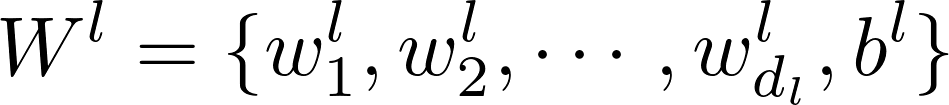 $W^l = \{w_1^l, w_2^l, \cdots, w_{d_l}^l, b^l\}$